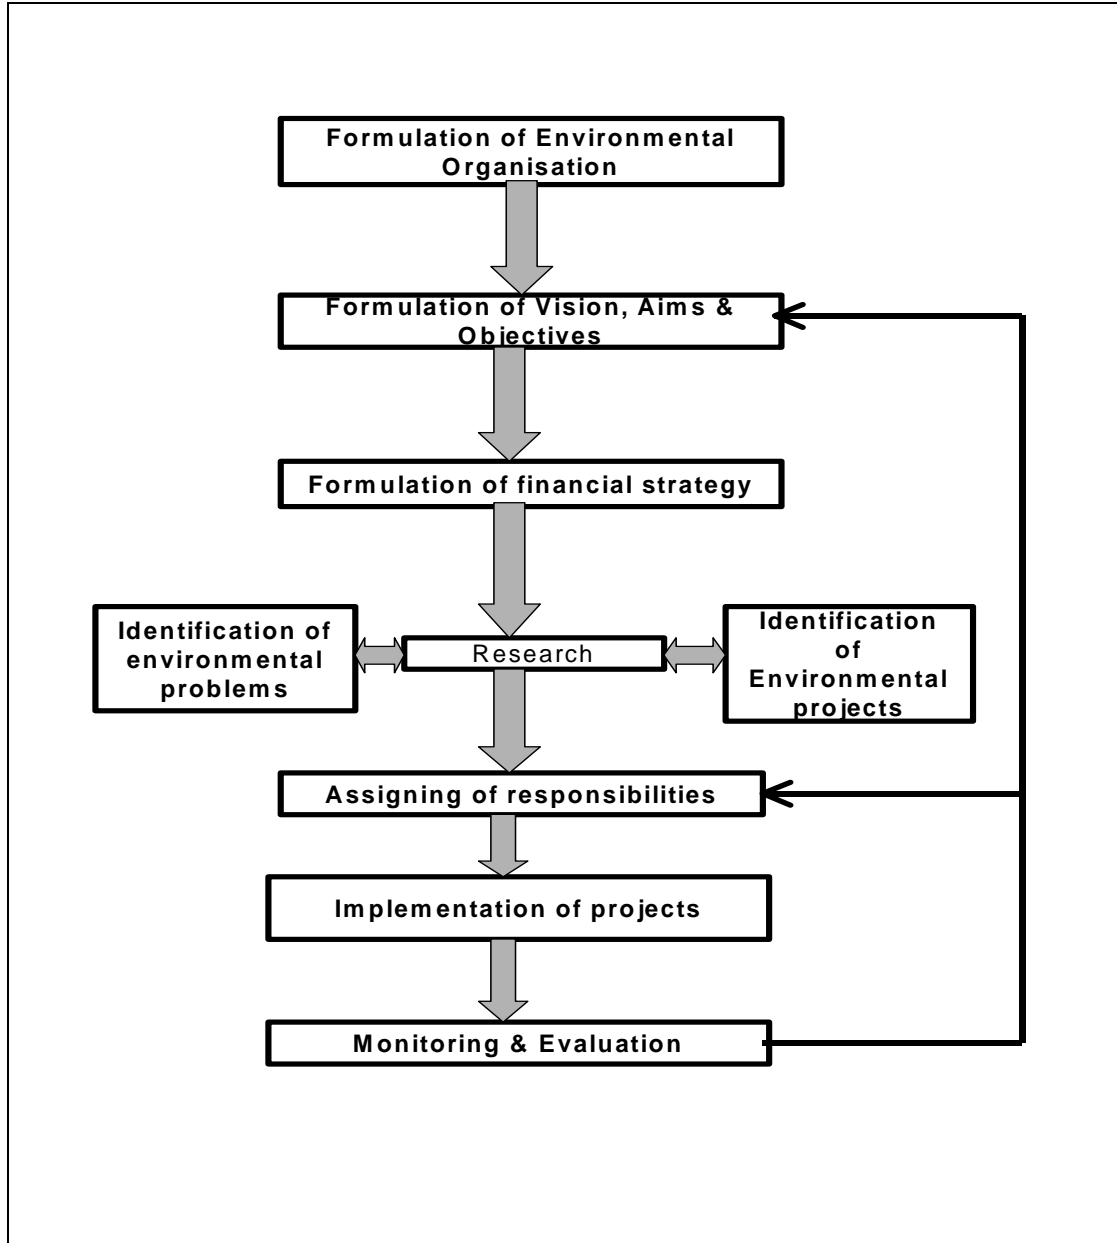 Formulation of Environmental
Organisation
Formulation of Vision, Aims &
Objectives
Formulation of financial strategy
Identification of
environmental
problems
Research
Identification
of
Environmental
projects
Assigning of responsibilities
Implementation of projects
Monitoring & Evaluation